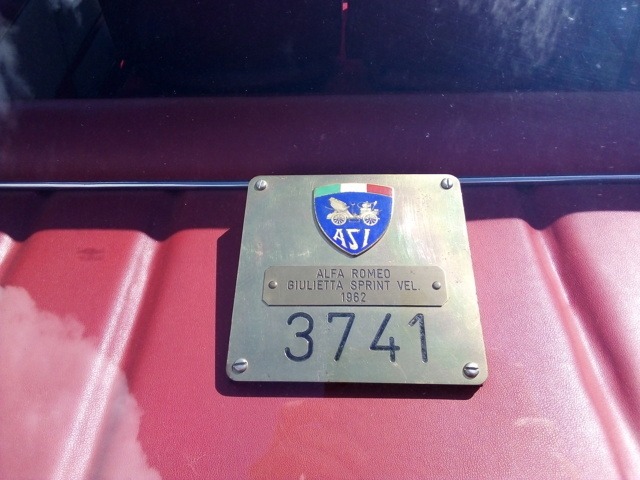 ASI
ALFA ROMEO
GIULIETTA SPRINT VEL.
1962
3741